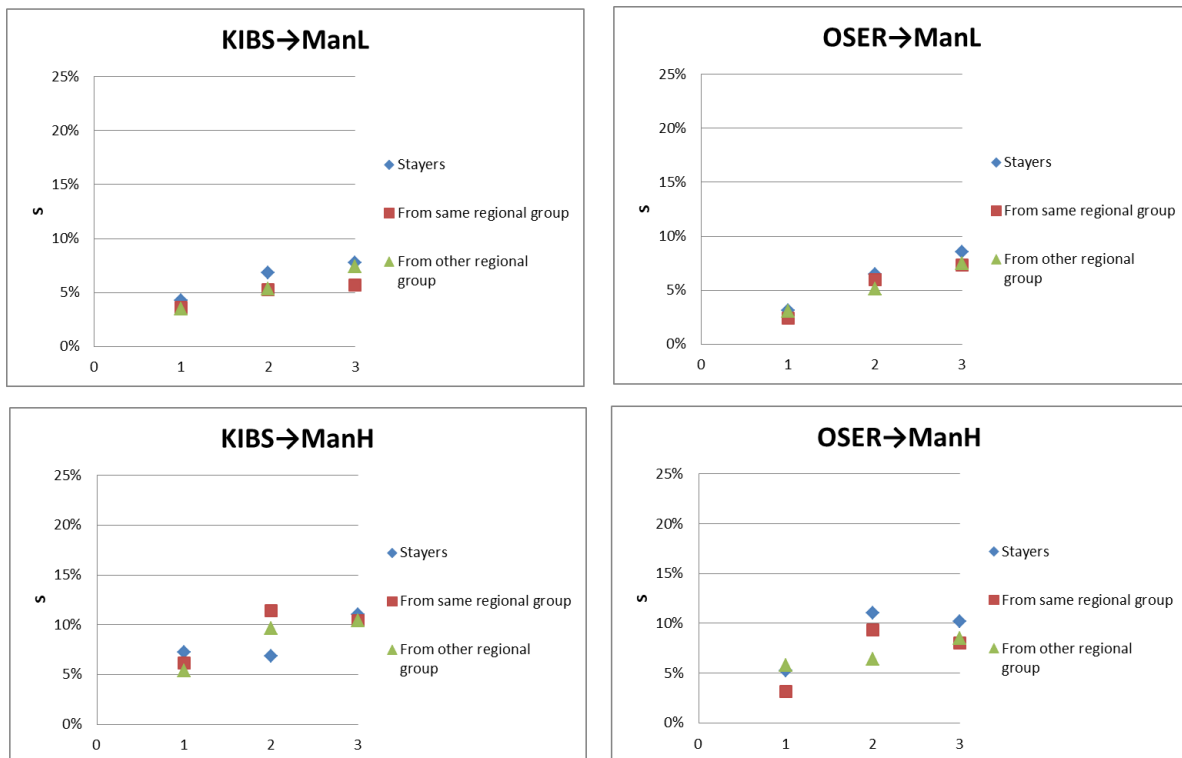 KIBS→ManL
25%
20%
15%
10%
5%
0%
S
0 1 2 3
Stayers
From same regional group
From other regional
group
OSER→ManL
25%
20%
15%
10%
5%
0%
S
0 1 2 3
Stayers
From same regional group
From other regional
group
KIBS→ManH
25%
20%
15%
10%
5%
0%
S
0 1 2 3
Stayers
From same regional group
From other regional
group
OSER→ManH
25%
20%
15%
10%
5%
0%
S
0 1 2 3
Stayers
From same regional group
From other regional
group